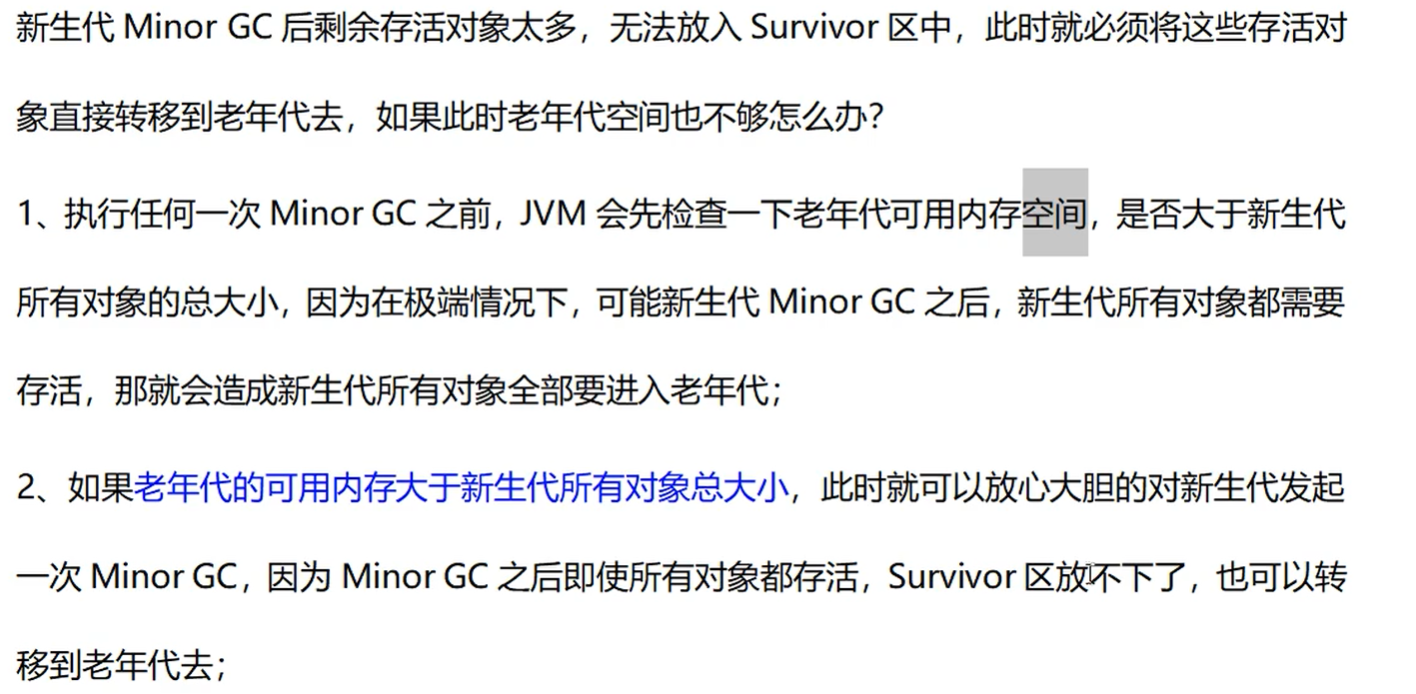 新生代 Minor GC 后剩余存活对象太多，无法放入 Survivor 区中，此时就必须将这些存活对
象直接转移到老年代去，如果此时老年代空间也不够怎么办？
1、执行任何一次 Minor GC 之前，JVM 会先检查一下老年代可用内存空间，是否大于新生代
所有对象的总大小，因为在极端情况下，可能新生代 Minor GC 之后，新生代所有对象都需要
存活，那就会造成新生代所有对象全部要进入老年代；
2、如果老年代的可用内存大于新生代所有对象总大小，此时就可以放心大胆的对新生代发起
一次 Minor GC，因为 Minor GC 之后即使所有对象都存活，Survivor 区放不下了，也可以转
移到老年代去；